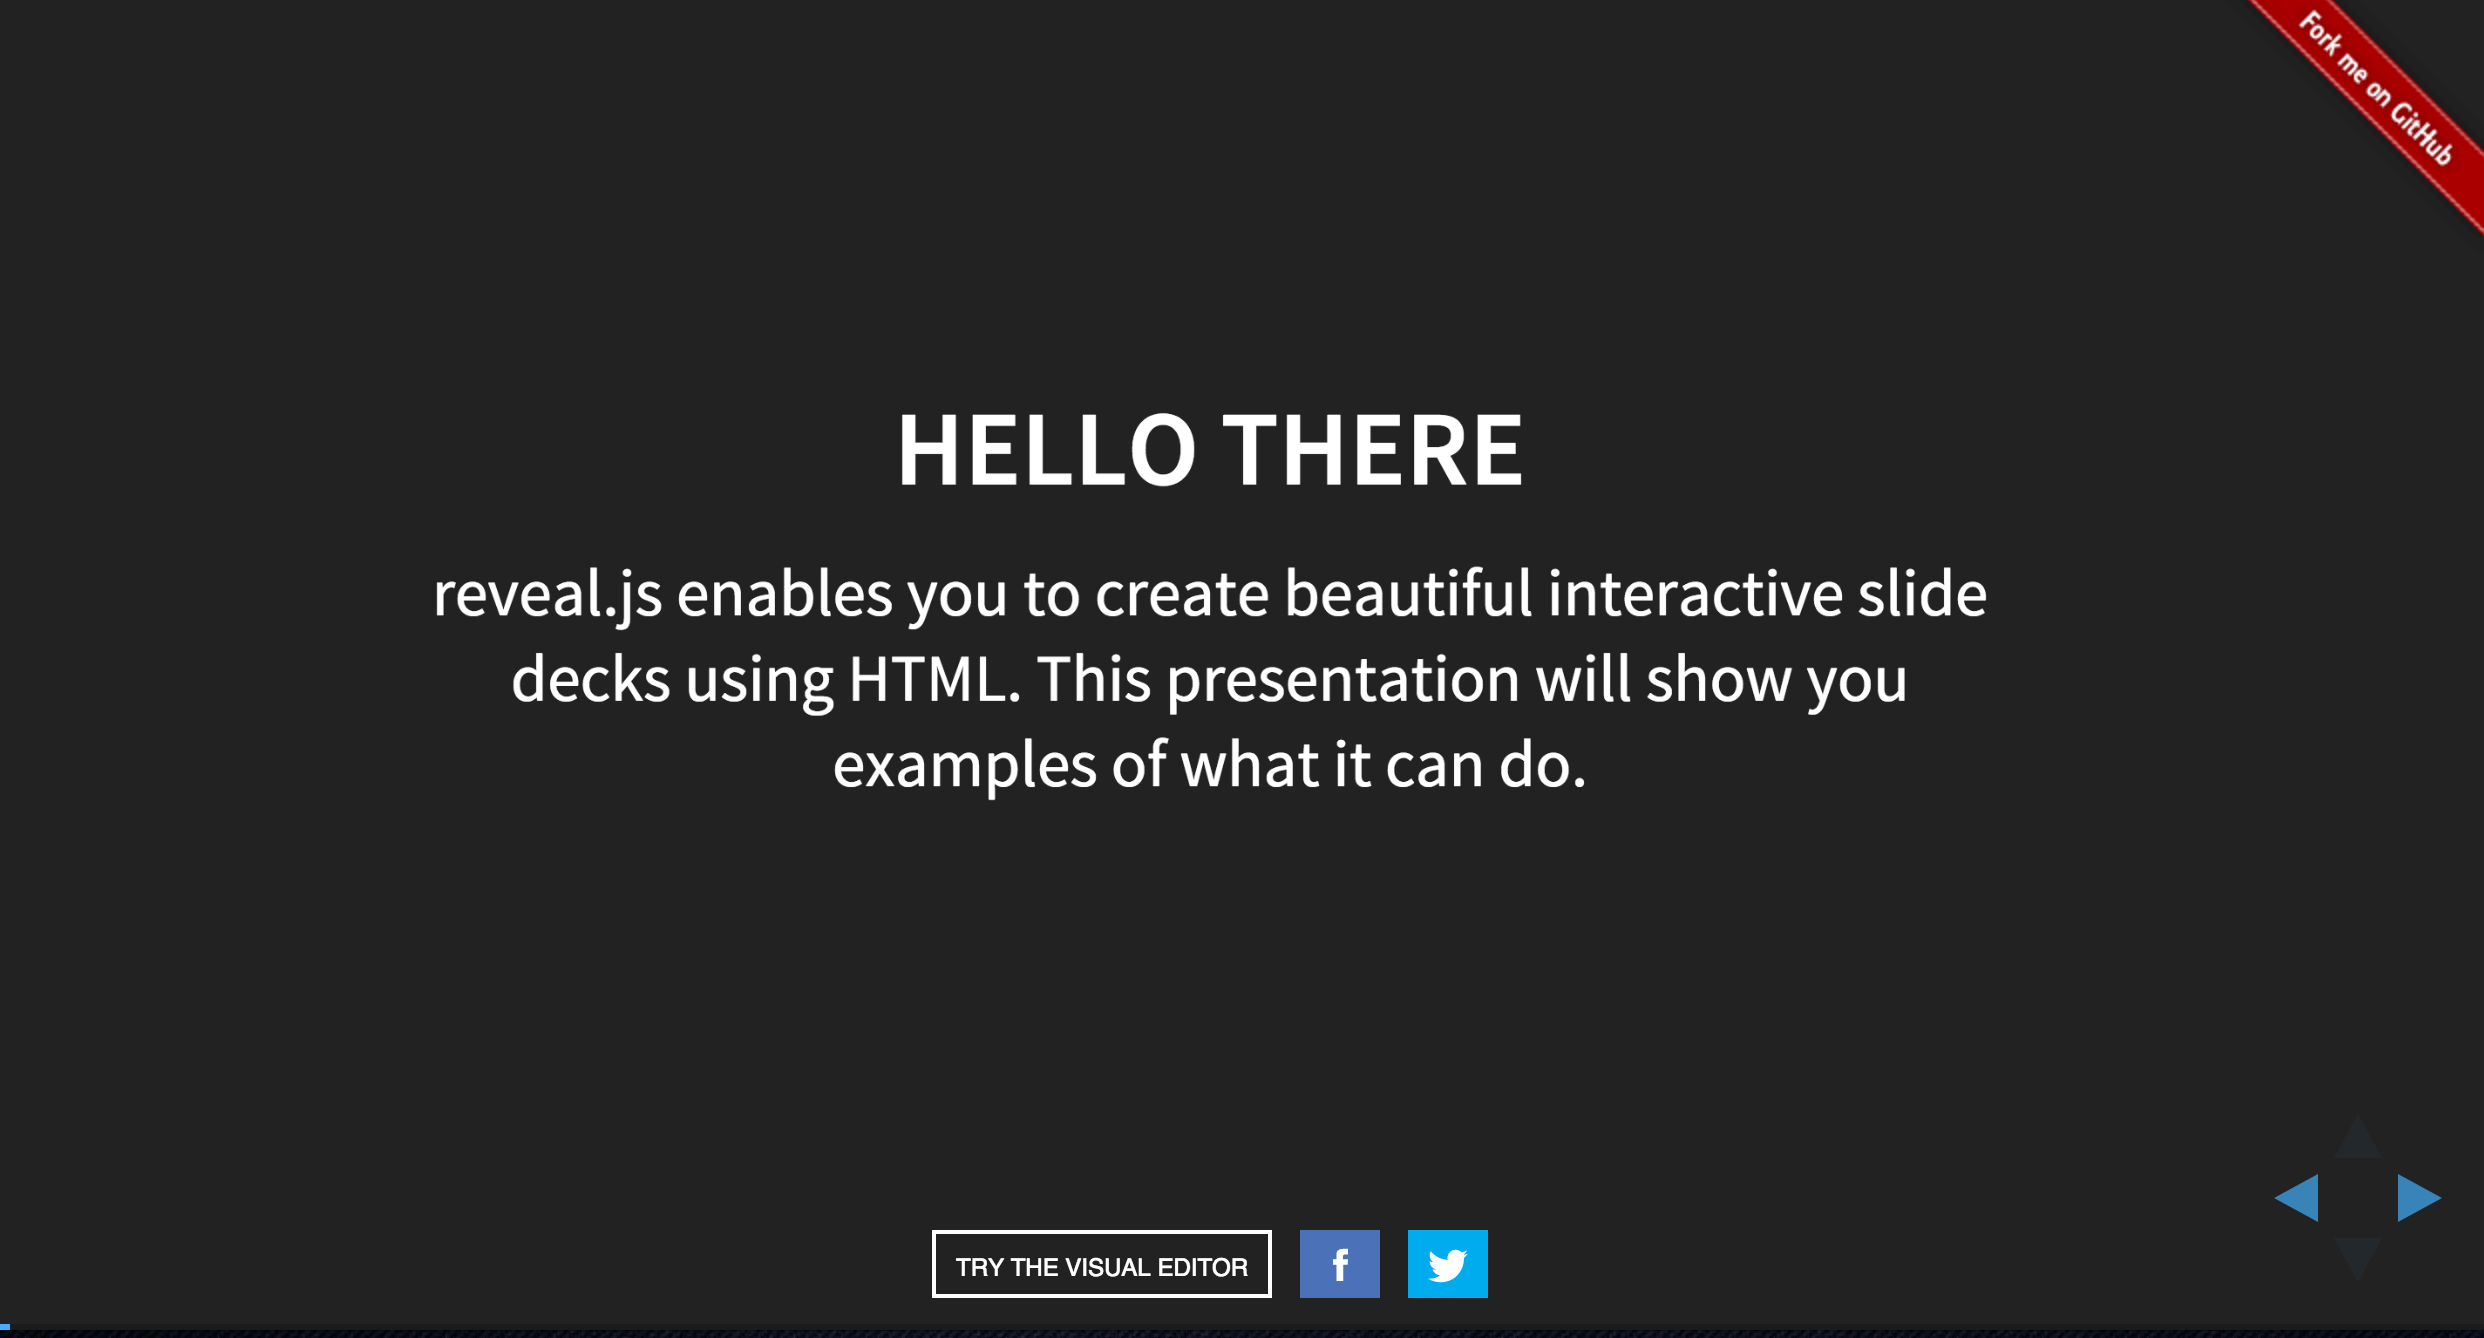 Fork me on GitHub
HELLO THERE
reveal.js enables you to create beautiful interactive slide
decks using HTML. This presentation will show you
examples of what it can do.
TRY THE VISUAL EDITOR
f